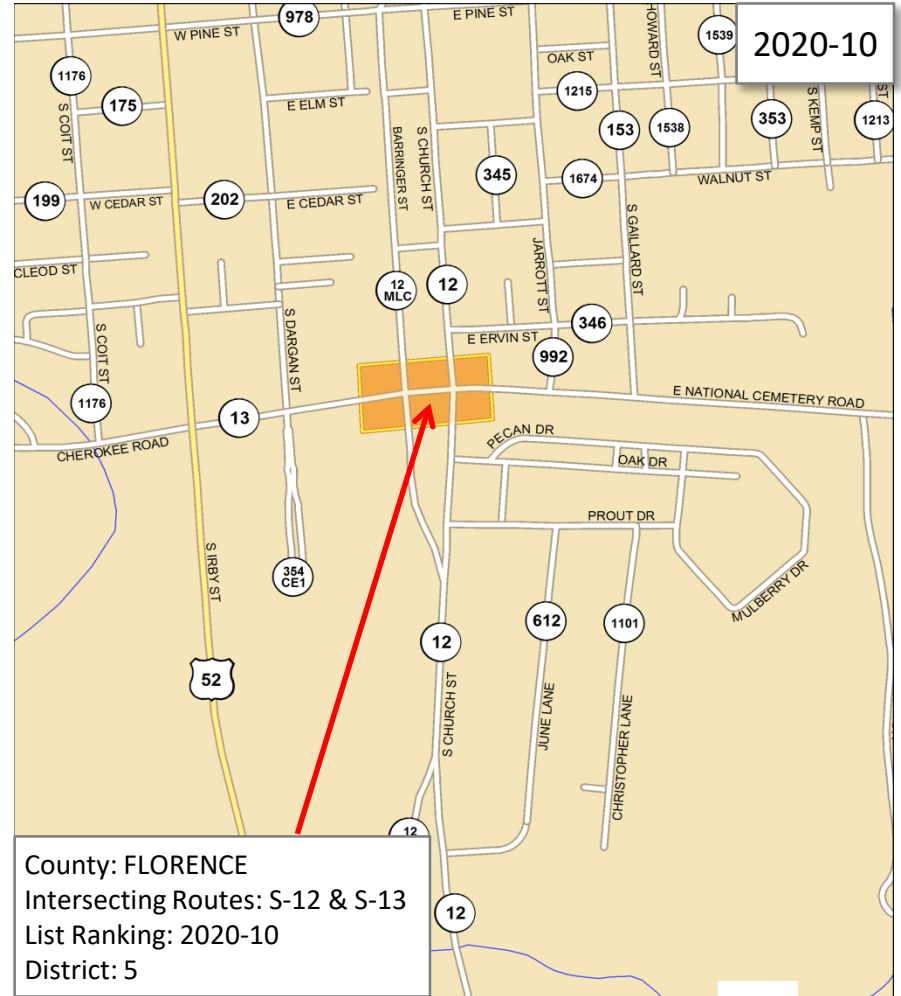 2020-10
978
W PINE ST
E PINE ST
HOWARD ST
1539
OAK ST
1176
175
E ELM ST
1215
S COIT ST
BARRINGER ST
S CHURCH ST
153
1538
353
S KEMP ST
ST
1213
345
1674
WALNUT ST
199
W CEDAR ST
202
E CEDAR ST
S GAILLARD ST
JARROTT ST
CLEOD ST
12
MLC
12
S DARGAN ST
S COIT ST
E ERVIN ST
346
992
1176
13
CHEROKEE ROAD
E NATIONAL CEMETERY ROAD
PECAN DR
OAK DR
PROUT DR
S IRBY ST
354
CE1
MULBERRY DR
612
1101
12
52
S CHURCH ST
JUNE LANE
CHRISTOPHER LANE
12
12
County: FLORENCE
Intersecting Routes: S-12 & S-13
List Ranking: 2020-10
District: 5